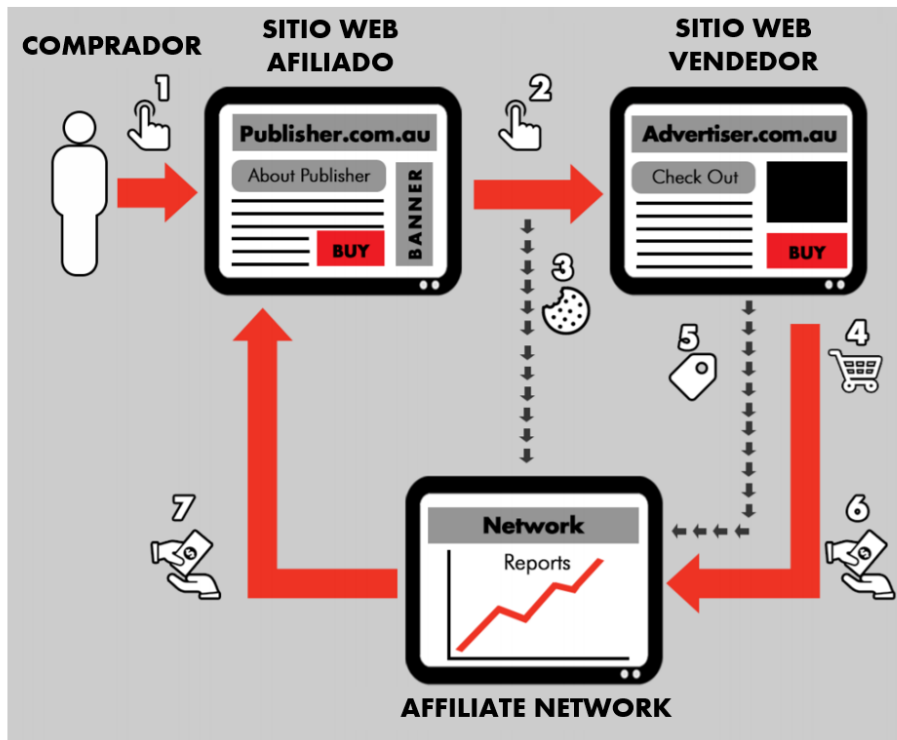 COMPRADOR
SITIO WEB
AFILIADO
SITIO WEB
VENDEDOR
1
2
Publisher.com.au
About Publisher
BANNER
BUY
Advertiser.com.au
Check Out
BUY
3
5
4
7
6
Network
Reports
AFFILIATE NETWORK